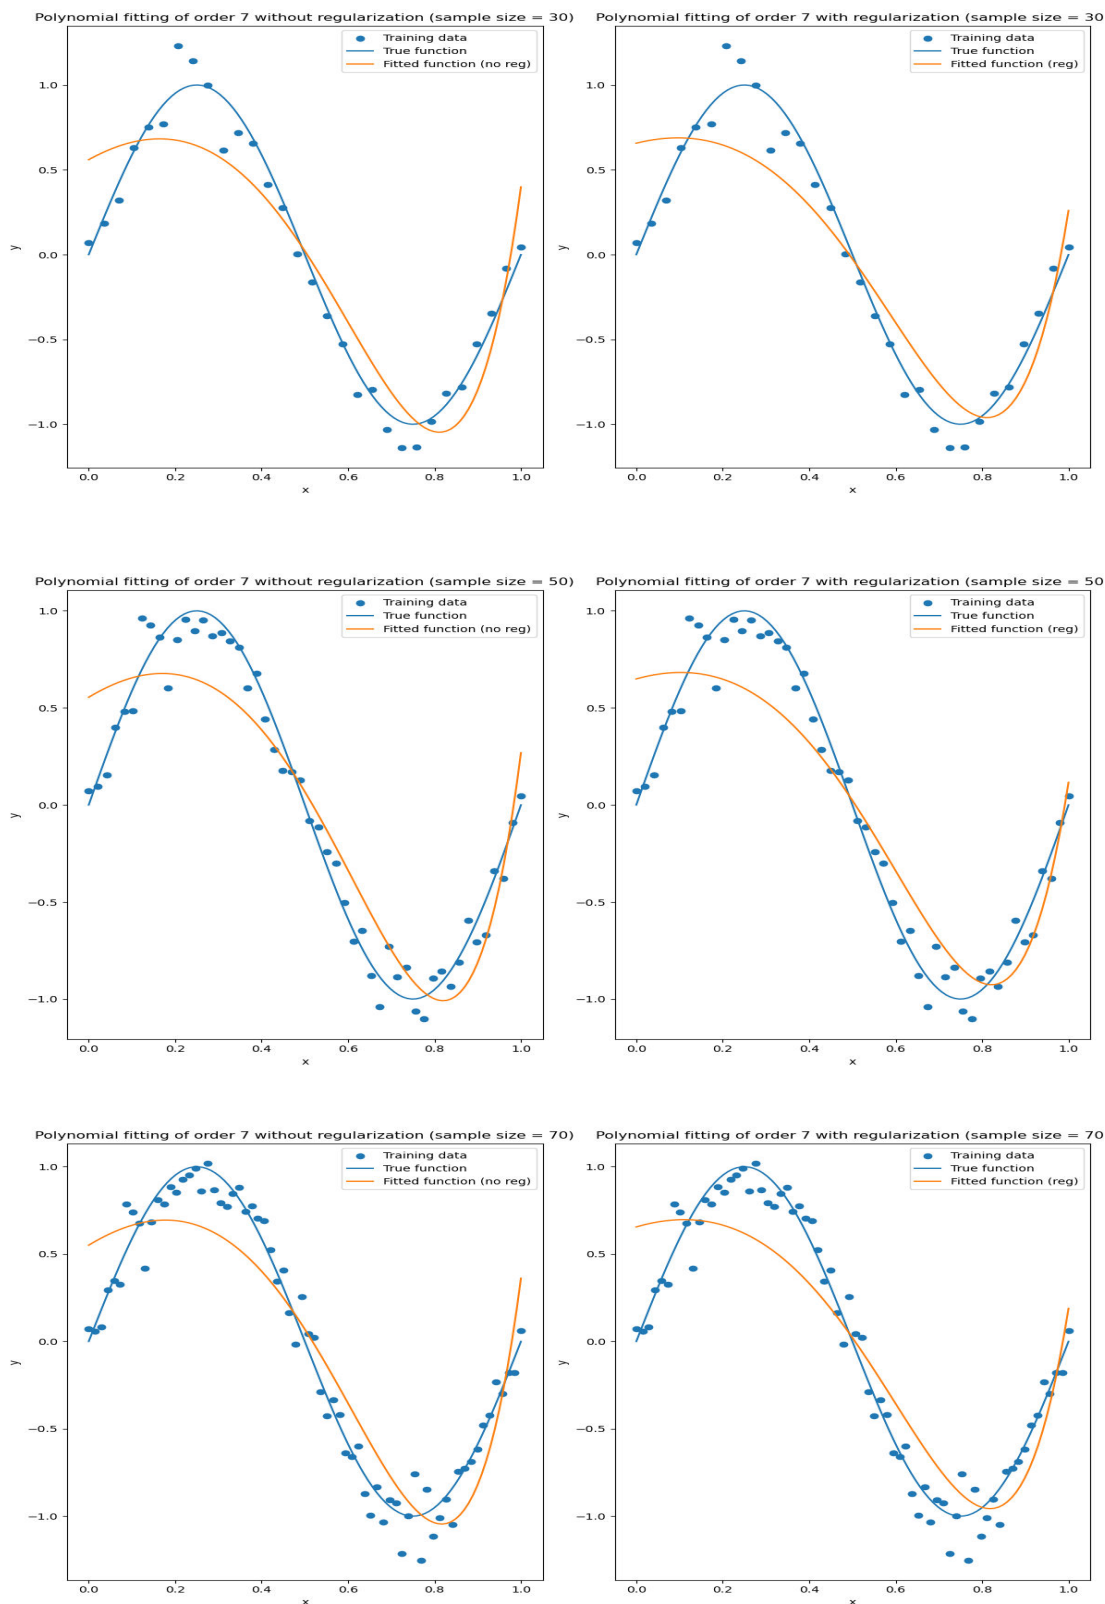 Polynomial fitting of order 7 without regularization (sample size = 30)
Training data
True function
Fitted function (no reg)
1.0
0.5
0.0
−0.5
−1.0
y
0.0 0.2 0.4 0.6 0.8 1.0
x
Polynomial fitting of order 7 with regularization (sample size = 30
Training data
True function
Fitted function (reg)
1.0
0.5
0.0
−0.5
−1.0
y
0.0 0.2 0.4 0.6 0.8 1.0
x
Polynomial fitting of order 7 without regularization (sample size = 50)
Training data
True function
Fitted function (no reg)
1.0
0.5
0.0
−0.5
−1.0
y
0.0 0.2 0.4 0.6 0.8 1.0
x
Polynomial fitting of order 7 with regularization (sample size = 50
Training data
True function
Fitted function (reg)
1.0
0.5
0.0
−0.5
−1.0
y
0.0 0.2 0.4 0.6 0.8 1.0
x
Polynomial fitting of order 7 without regularization (sample size = 70)
Training data
True function
Fitted function (no reg)
1.0
0.5
0.0
−0.5
−1.0
y
0.0 0.2 0.4 0.6 0.8 1.0
x
Polynomial fitting of order 7 with regularization (sample size = 70
Training data
True function
Fitted function (reg)
1.0
0.5
0.0
−0.5
−1.0
y
0.0 0.2 0.4 0.6 0.8 1.0
x